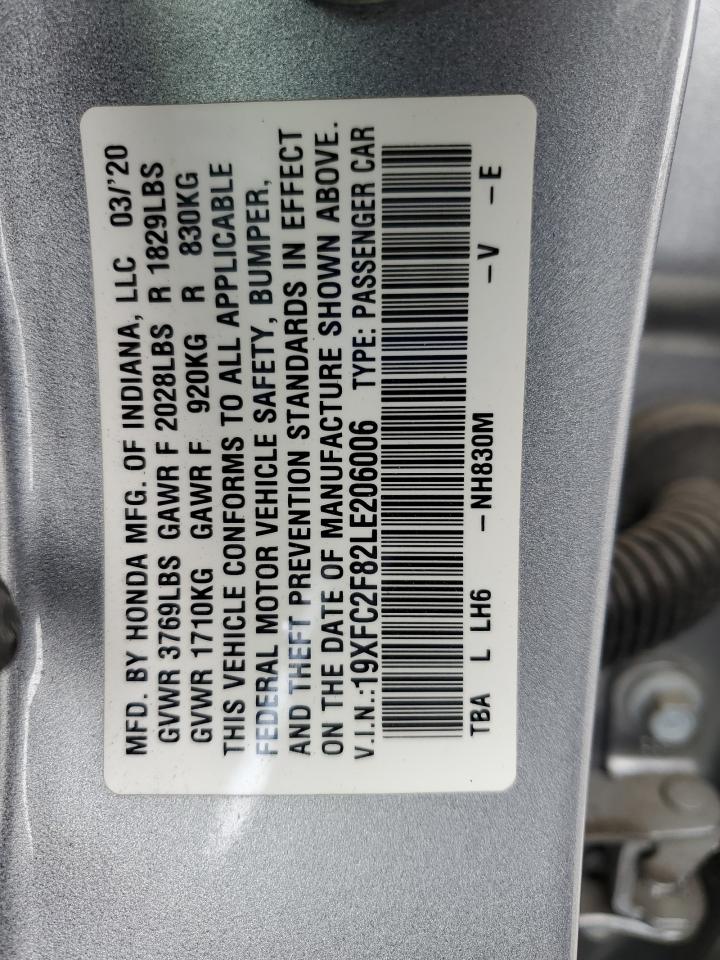 MFD. BY HONDA MFG. OF INDIANA, LLC 03/'20
GVWR 3769LBS GAWR F 2028LBS R 1829LBS
GVWR 1710KG GAWR F 920KG R 830KG
THIS VEHICLE CONFORMS TO ALL APPLICABLE
FEDERAL MOTOR VEHICLE SAFETY, BUMPER,
AND THEFT PREVENTION STANDARDS IN EFFECT
ON THE DATE OF MANUFACTURE SHOWN ABOVE.
V.I.N.:19XFC2F82LE206006 TYPE: PASSENGER CAR
TBA L LH6 -NH830M -V -E